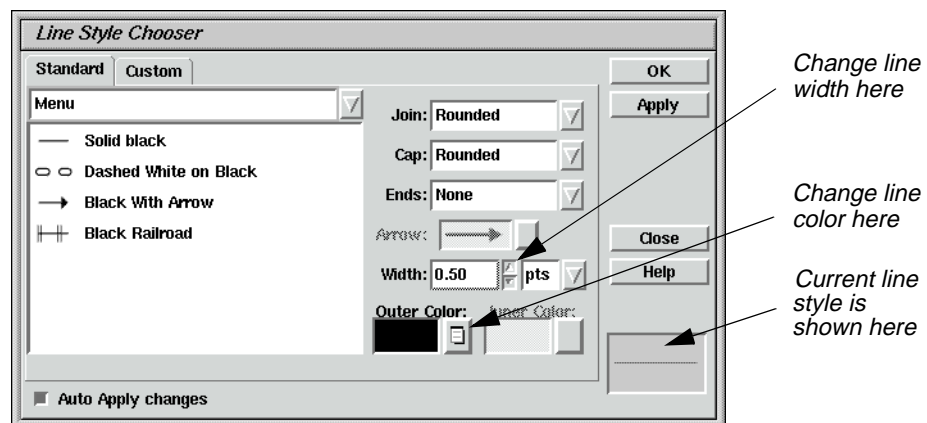 Line Style Chooser
Standard
Custom
Menu
Solid black
Dashed White on Black
Black With Arrow
Black Railroad
Join: Rounded
Cap: Rounded
Ends: None
Arrow:
Width: 0.50 pts
Outer Color: Inner Color:
OK
Apply
Close
Help
Auto Apply changes
Change line
width here
Change line
color here
Current line
style is
shown here